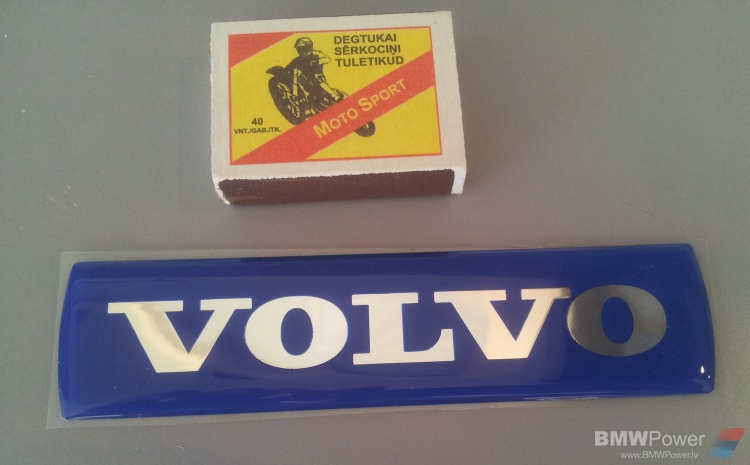 DEGTUKAI
SĒRKOCIŅI
TULETIKUD
40
VNT./GAB./TK.
MOTO SPORT
VOLVO
BMWPower
www.BMWPower.lv